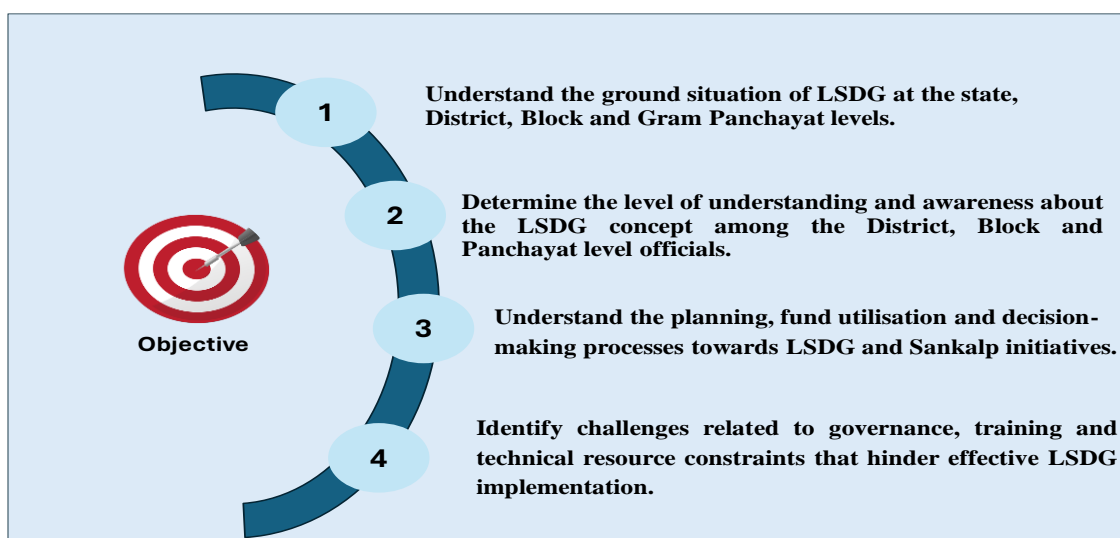 1
Understand the ground situation of LSDG at the state,
District, Block and Gram Panchayat levels.
2
Determine the level of understanding and awareness about
the LSDG concept among the District, Block and
Panchayat level officials.
Objective
3
Understand the planning, fund utilisation and decision-
making processes towards LSDG and Sankalp initiatives.
4
Identify challenges related to governance, training and
technical resource constraints that hinder effective LSDG
implementation.